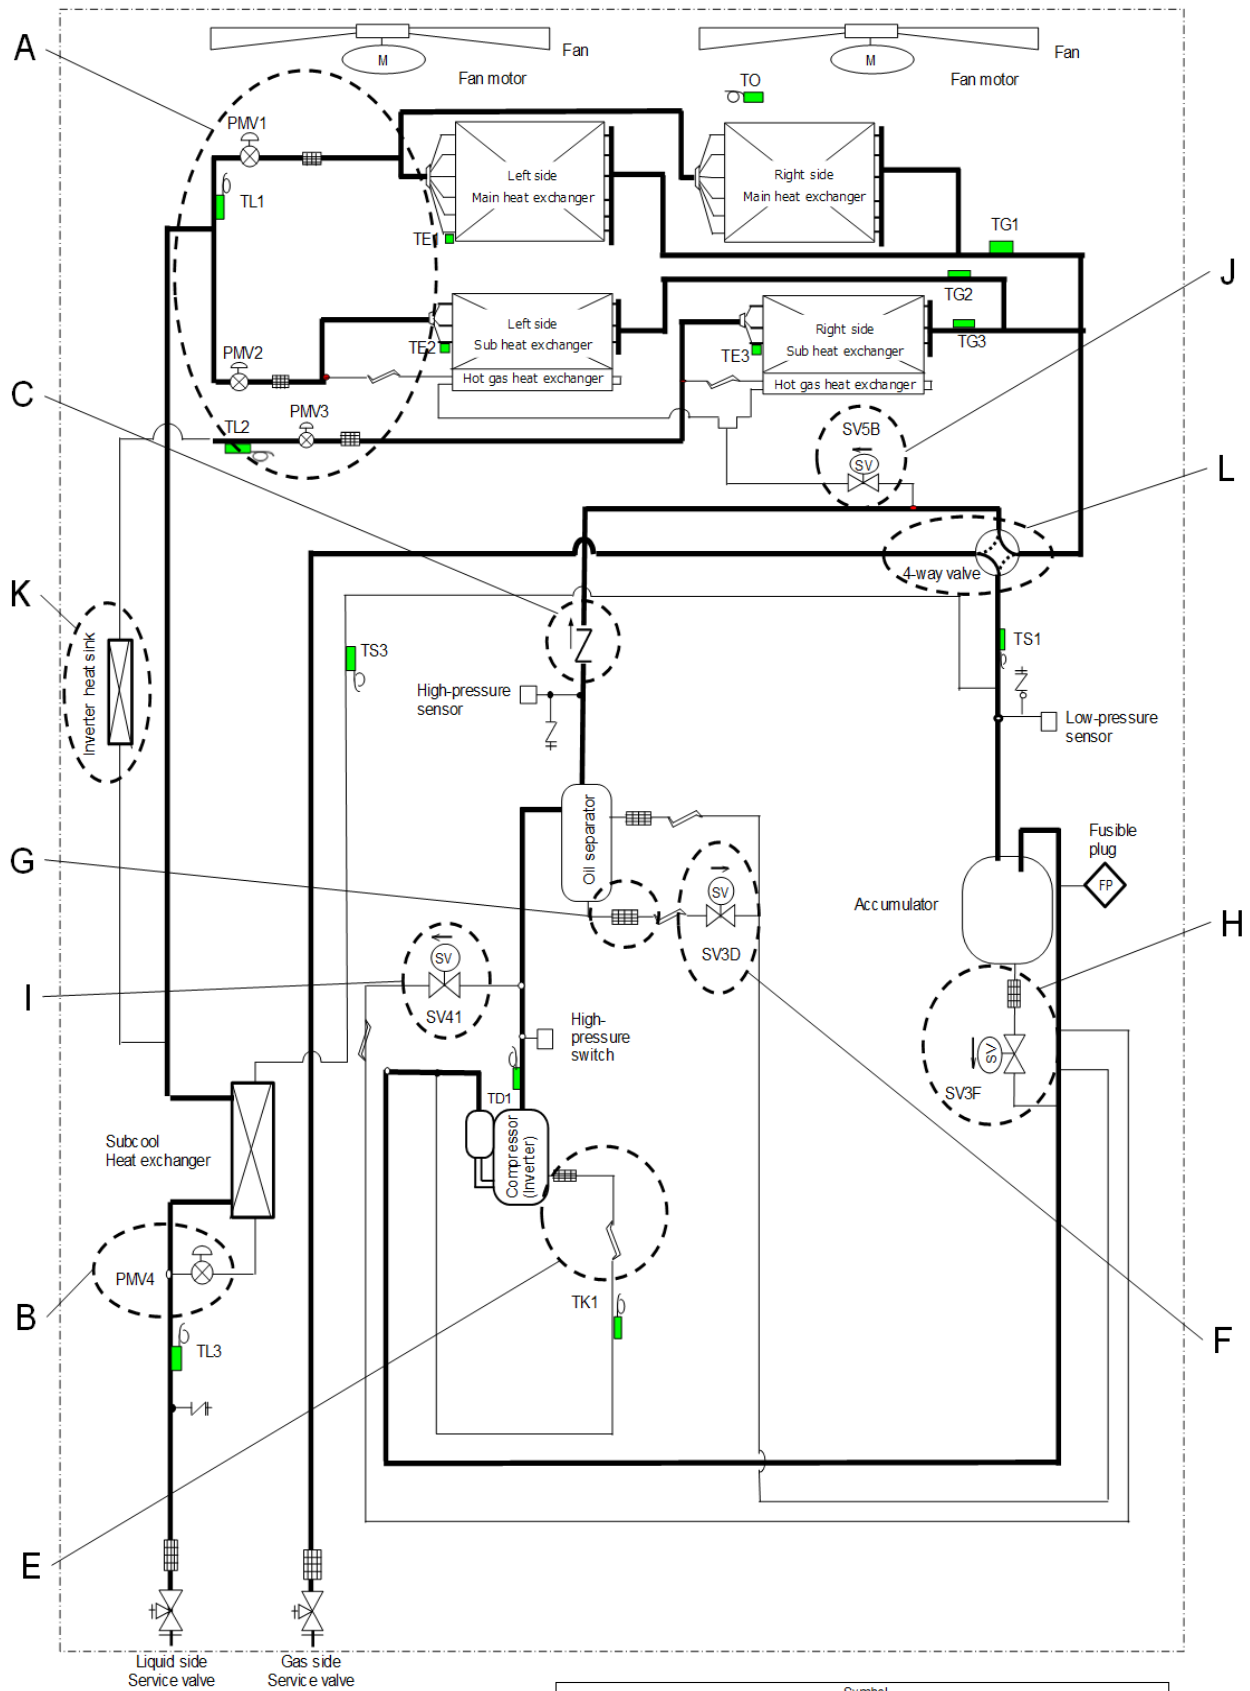 A
Fan
M
Fan motor
Fan
M
Fan motor
TO
PMV1
TL1
Left side
Main heat exchanger
Right side
Main heat exchanger
TE1
TG1
J
TG2
TG3
Left side
Sub heat exchanger
Hot gas heat exchanger
Right side
Sub heat exchanger
Hot gas heat exchanger
TE2
TE3
PMV2
C
PMV3
TL2
SV5B
SV
L
4-way valve
K
Inverter heat sink
TS3
TS1
High-pressure
sensor
Low-pressure
sensor
Oil separator
G
Fusible
plug
FP
Accumulator
SV
SV3D
H
I
SV
SV41
High-
pressure
switch
SV
SV3F
TD1
Compressor
(Inverter)
Subcool
Heat exchanger
PMV4
B
TK1
TL3
F
E
Liquid side
Service valve
Gas side
Service valve
Symbol